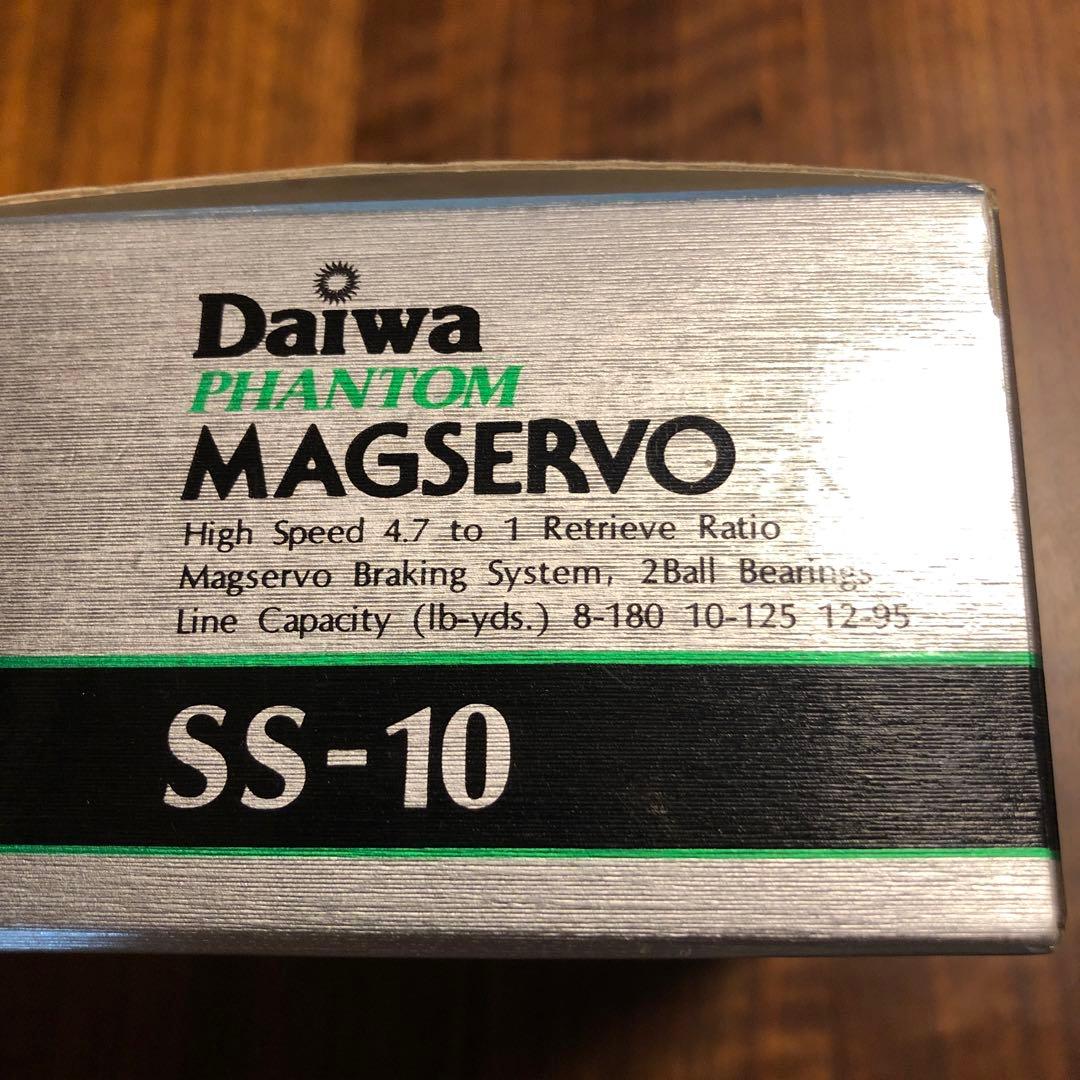 Daiwa
PHANTOM
MAGSERVO
High Speed 4.7 to 1 Retrieve Ratio
Magservo Braking System, 2Ball Bearings
Line Capacity (lb-yds.) 8-180 10-125 12-95
SS-10